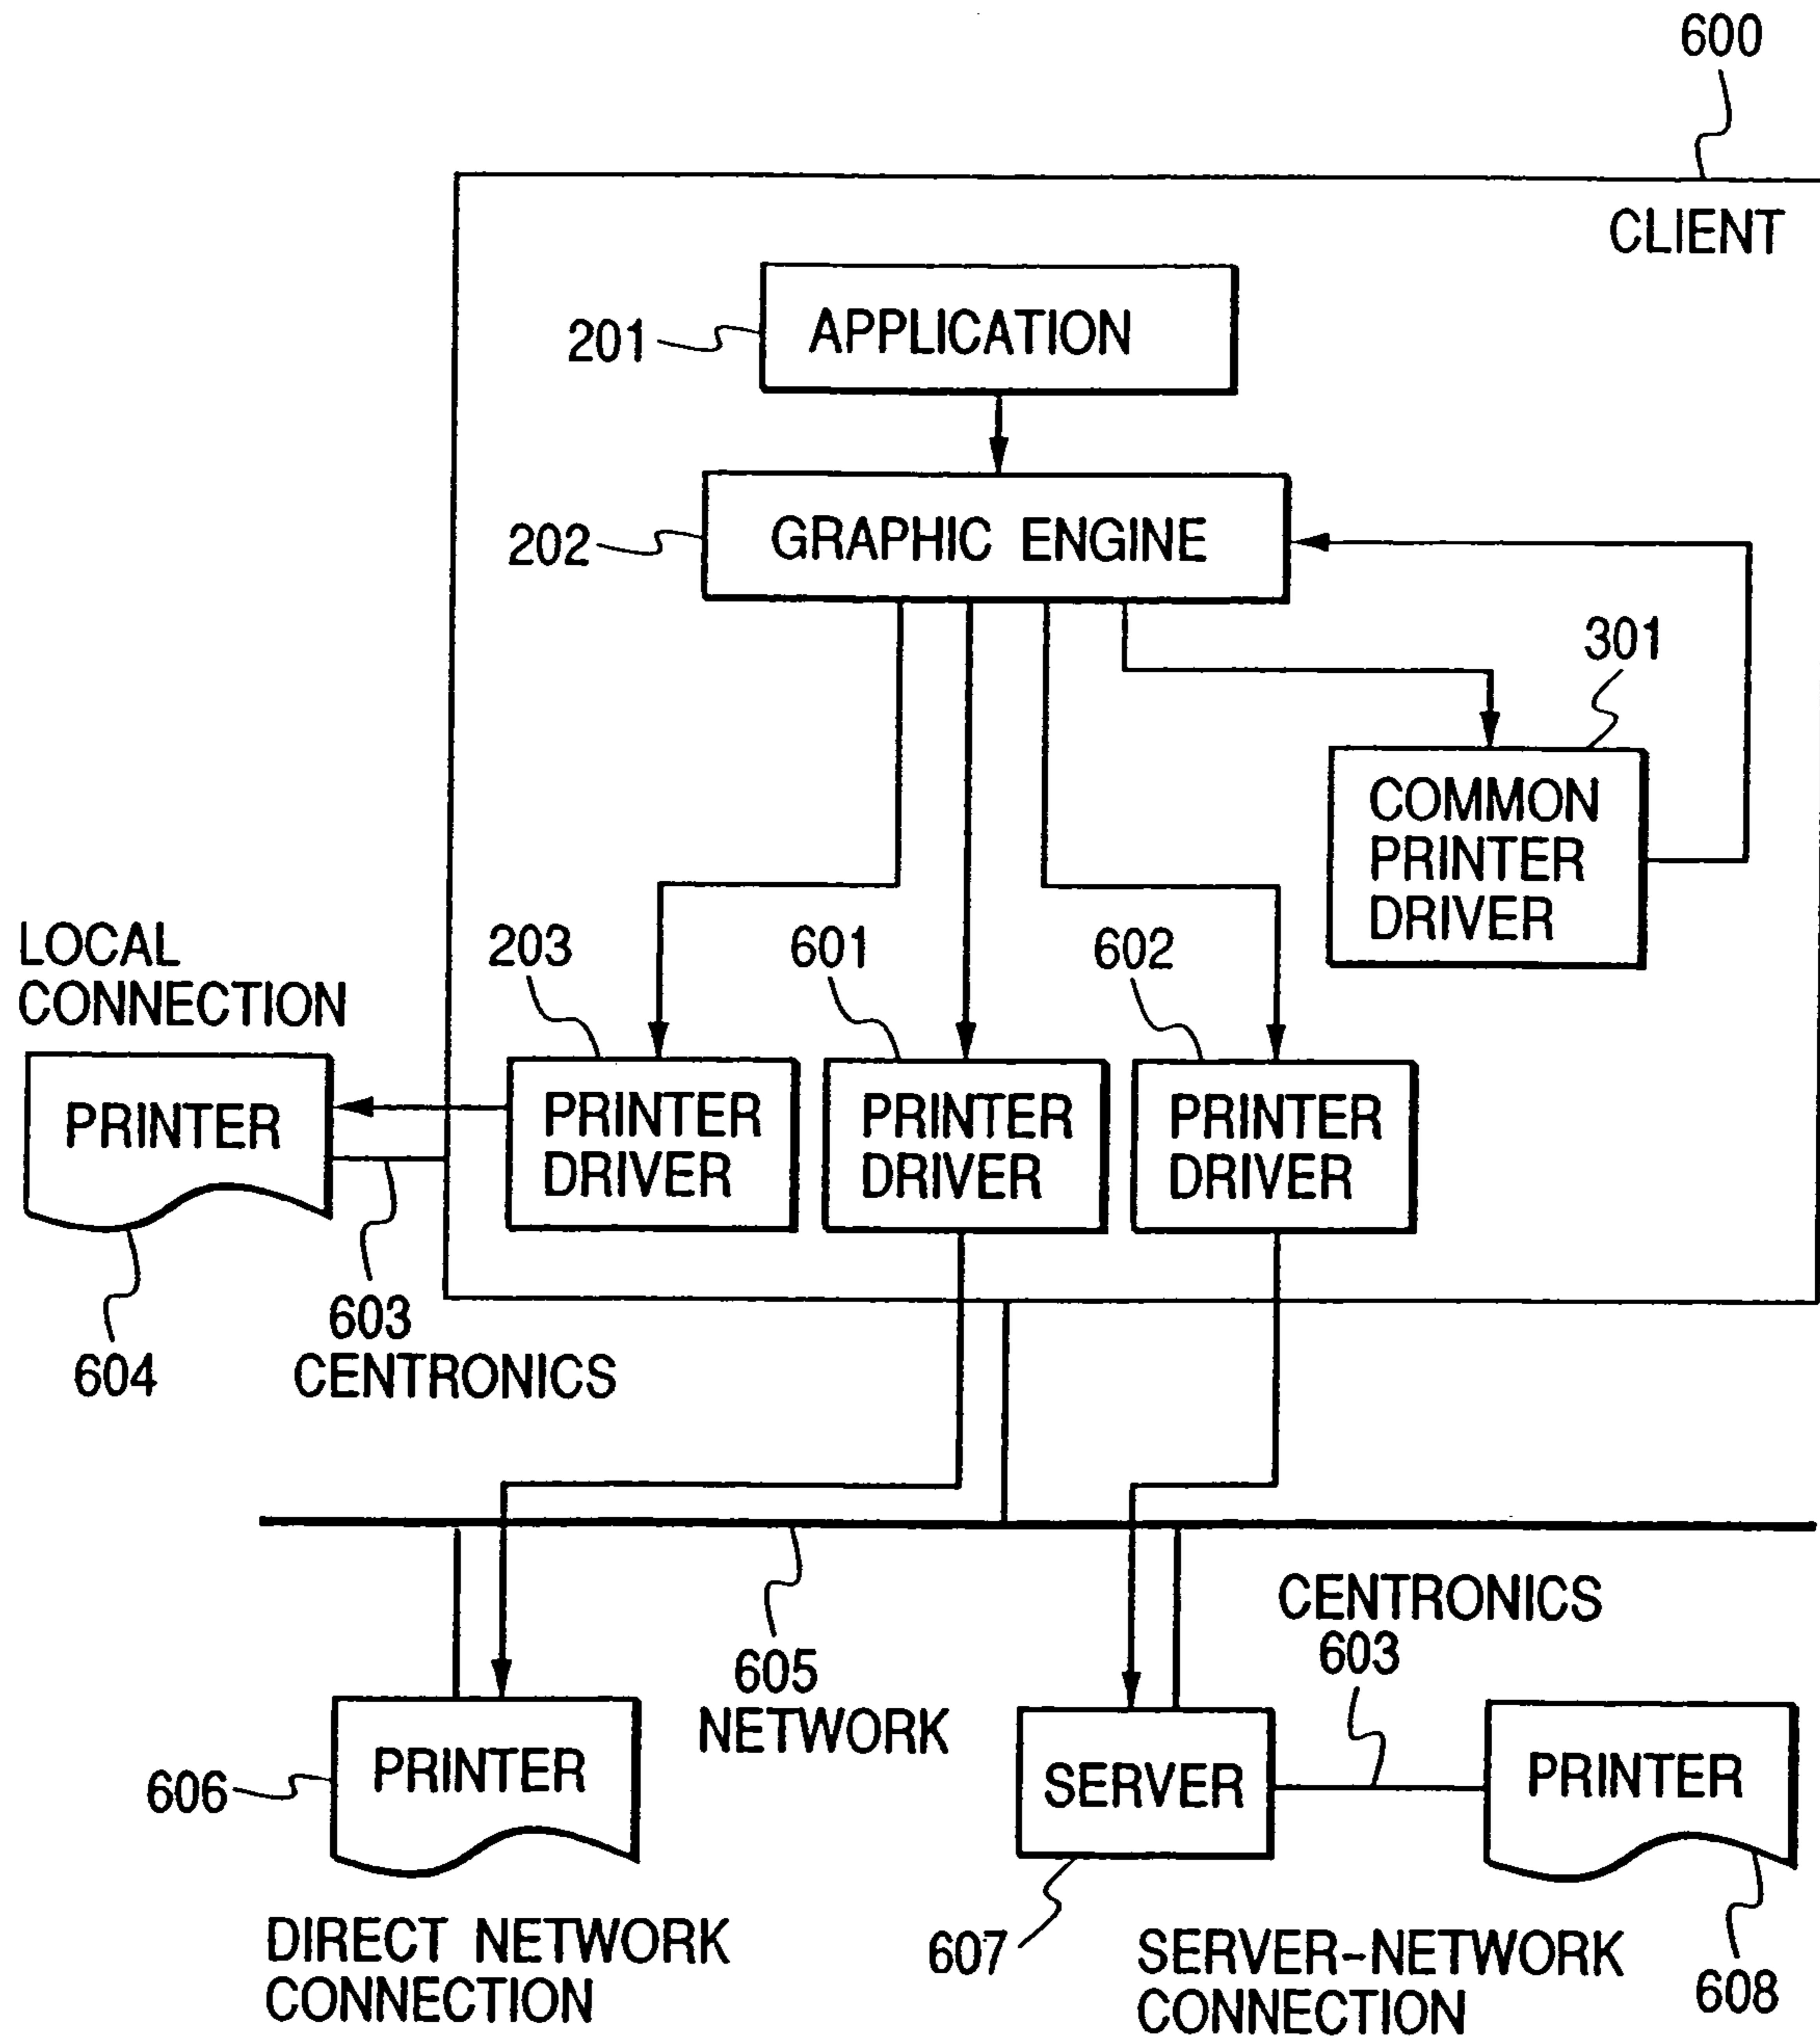 600
CLIENT
201
APPLICATION
202
GRAPHIC ENGINE
301
COMMON
PRINTER
DRIVER
LOCAL
CONNECTION
203
601
602
PRINTER
PRINTER
DRIVER
PRINTER
DRIVER
PRINTER
DRIVER
604
603
CENTRONICS
CENTRONICS
603
605
NETWORK
606
PRINTER
SERVER
PRINTER
607
608
DIRECT NETWORK
CONNECTION
SERVER-NETWORK
CONNECTION